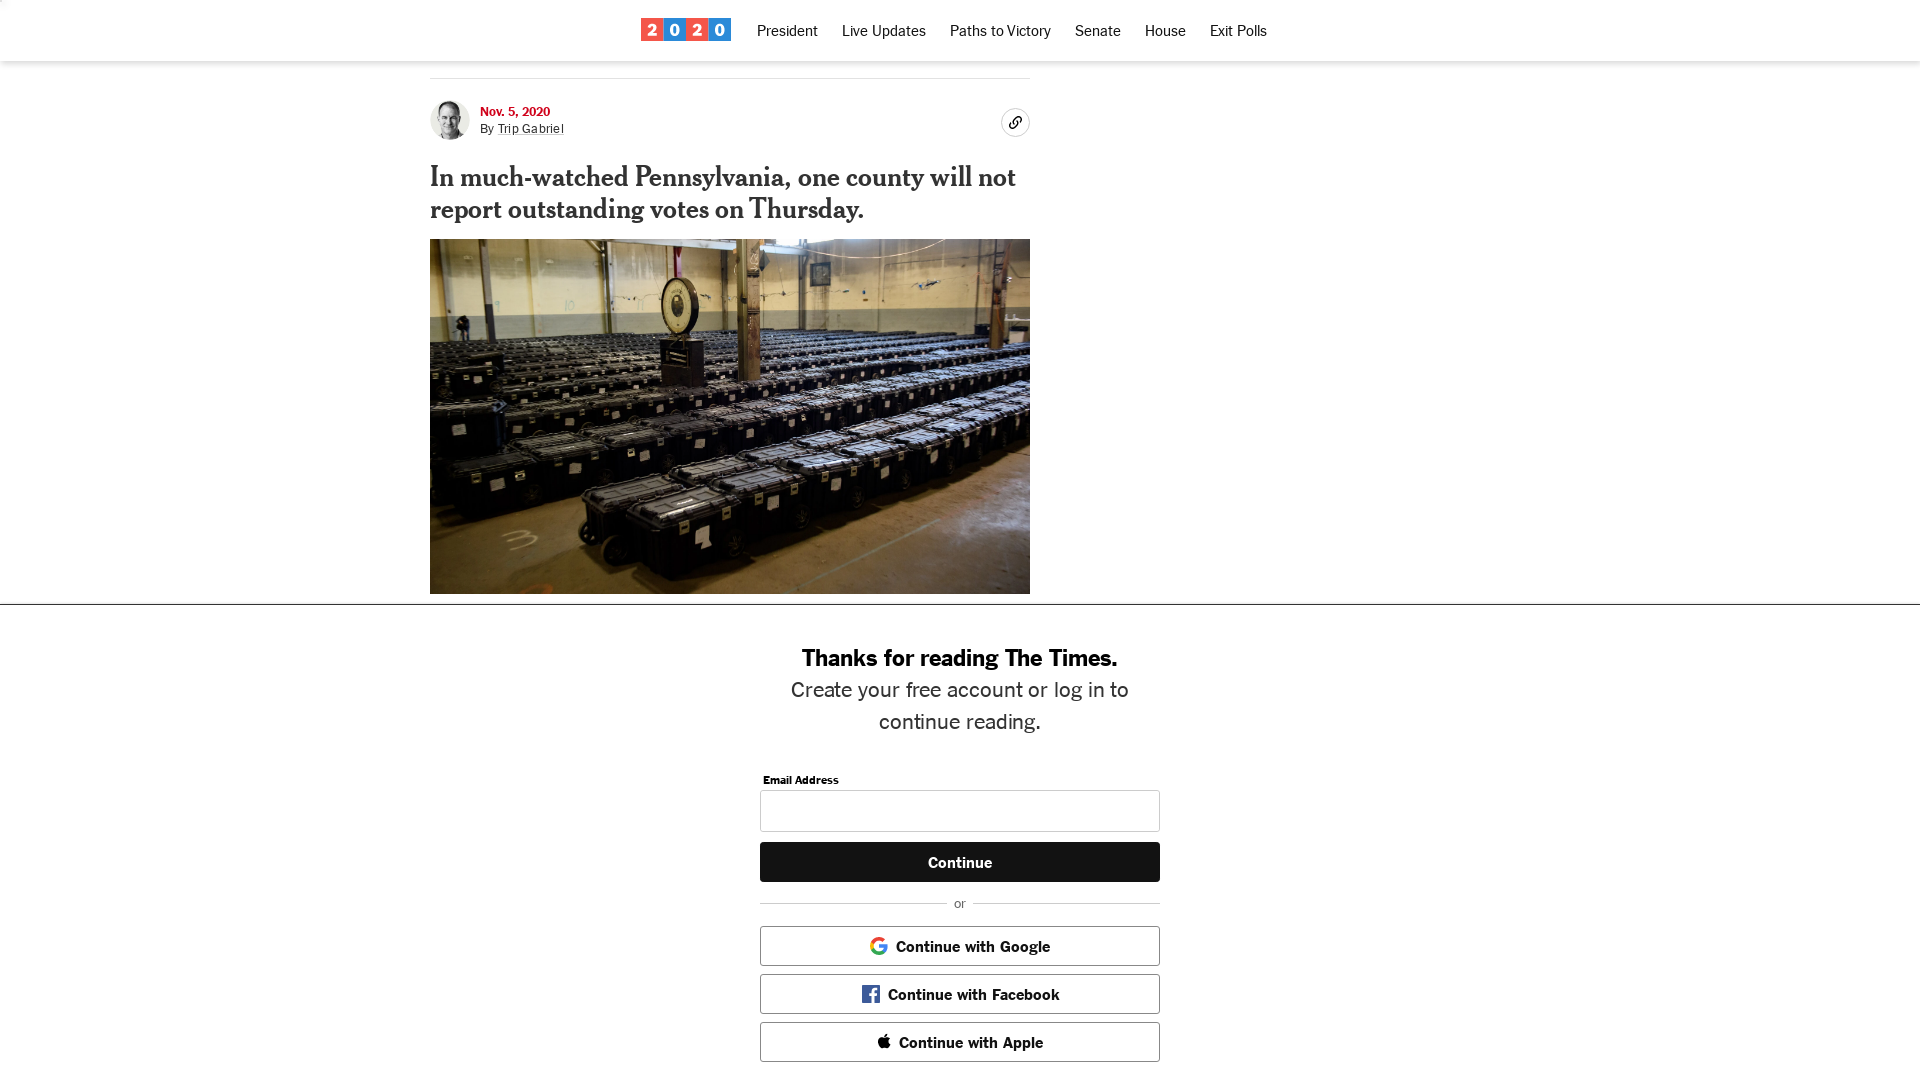 2020 President Live Updates Paths to Victory Senate House Exit Polls
Nov. 5, 2020
By Trip Gabriel
In much-watched Pennsylvania, one county will not
report outstanding votes on Thursday.
Thanks for reading The Times.
Create your free account or log in to
continue reading.
Email Address
Continue
or
Continue with Google
Continue with Facebook
Continue with Apple